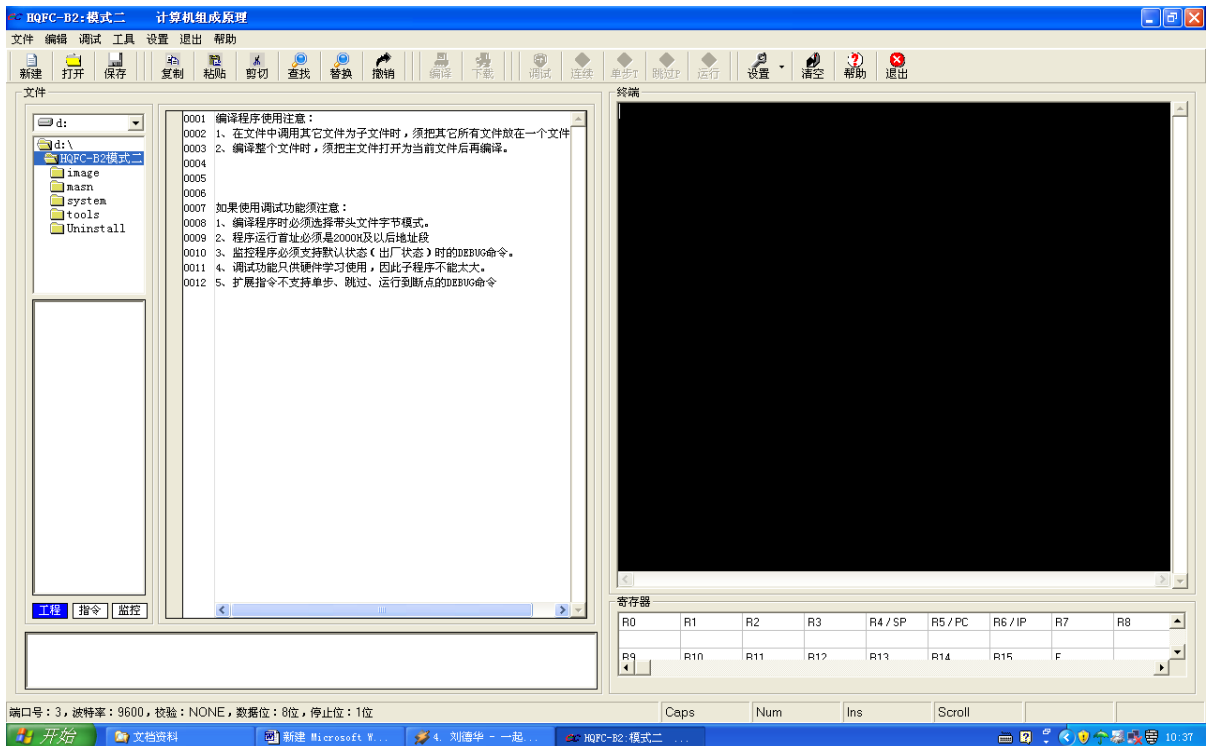 HQFC-B2:模式二 计算机组成原理
文件 编辑 调试 工具 设置 退出 帮助
新建 打开 保存 复制 粘贴 剪切 查找 替换 撤销 编译 下载 调试 连续 单步T 跳过P 运行 设置 清空 帮助 退出
文件
d:
d:\
HQFC-B2模式二
image
masn
system
tools
Uninstall
工程 指令 监控
0001 编译程序使用注意：
0002 1、在文件中调用其它文件为子文件时，须把其它所有文件放在一个文件
0003 2、编译整个文件时，须把主文件打开为当前文件后再编译。
0004
0005
0006
0007 如果使用调试功能须注意：
0008 1、编译程序时必须选择带头文件字节模式。
0009 2、程序运行首址必须是2000H及以后地址段
0010 3、监控程序必须支持默认状态(出厂状态)时的DEBUG命令。
0011 4、调试功能只供硬件学习使用，因此子程序不能太大。
0012 5、扩展指令不支持单步、跳过、运行到断点的DEBUG命令
终端
寄存器
R0 R1 R2 R3 R4/SP R5/PC R6/IP R7 R8
R9 R10 R11 R12 R13 R14 R15 F
端口号：3，波特率：9600，校验：NONE，数据位：8位，停止位：1位
Caps Num Ins Scroll
开始 文档资料 新建 Microsoft W... 4. 刘德华 - 一起... HQFC-B2:模式二 ... 10:37